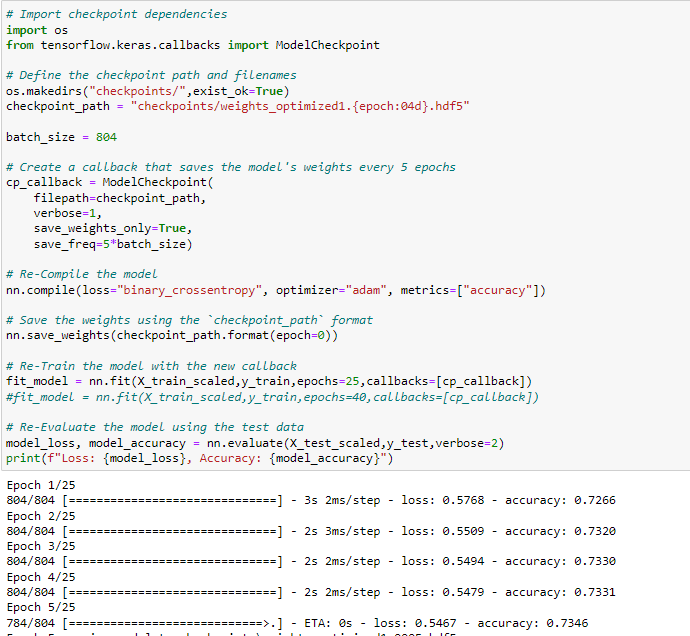 # Import checkpoint dependencies
import os
from tensorflow.keras.callbacks import ModelCheckpoint
# Define the checkpoint path and filenames
os.makedirs("checkpoints/",exist_ok=True)
checkpoint_path = "checkpoints/weights_optimized1.{epoch:04d}.hdf5"
batch_size = 804
# Create a callback that saves the model's weights every 5 epochs
cp_callback = ModelCheckpoint(
    filepath=checkpoint_path,
    verbose=1,
    save_weights_only=True,
    save_freq=5*batch_size)
# Re-Compile the model
nn.compile(loss="binary_crossentropy", optimizer="adam", metrics=["accuracy"])
# Save the weights using the `checkpoint_path` format
nn.save_weights(checkpoint_path.format(epoch=0))
# Re-Train the model with the new callback
fit_model = nn.fit(X_train_scaled,y_train,epochs=25,callbacks=[cp_callback])
#fit_model = nn.fit(X_train_scaled,y_train,epochs=40,callbacks=[cp_callback])
# Re-Evaluate the model using the test data
model_loss, model_accuracy = nn.evaluate(X_test_scaled,y_test,verbose=2)
print(f"Loss: {model_loss}, Accuracy: {model_accuracy}")
Epoch 1/25
804/804 [==============================] - 3s 2ms/step - loss: 0.5768 - accuracy: 0.7266
Epoch 2/25
804/804 [==============================] - 2s 3ms/step - loss: 0.5509 - accuracy: 0.7320
Epoch 3/25
804/804 [==============================] - 2s 2ms/step - loss: 0.5494 - accuracy: 0.7330
Epoch 4/25
804/804 [==============================] - 2s 2ms/step - loss: 0.5479 - accuracy: 0.7331
Epoch 5/25
784/804 [============================>.] - ETA: 0s - loss: 0.5467 - accuracy: 0.7346